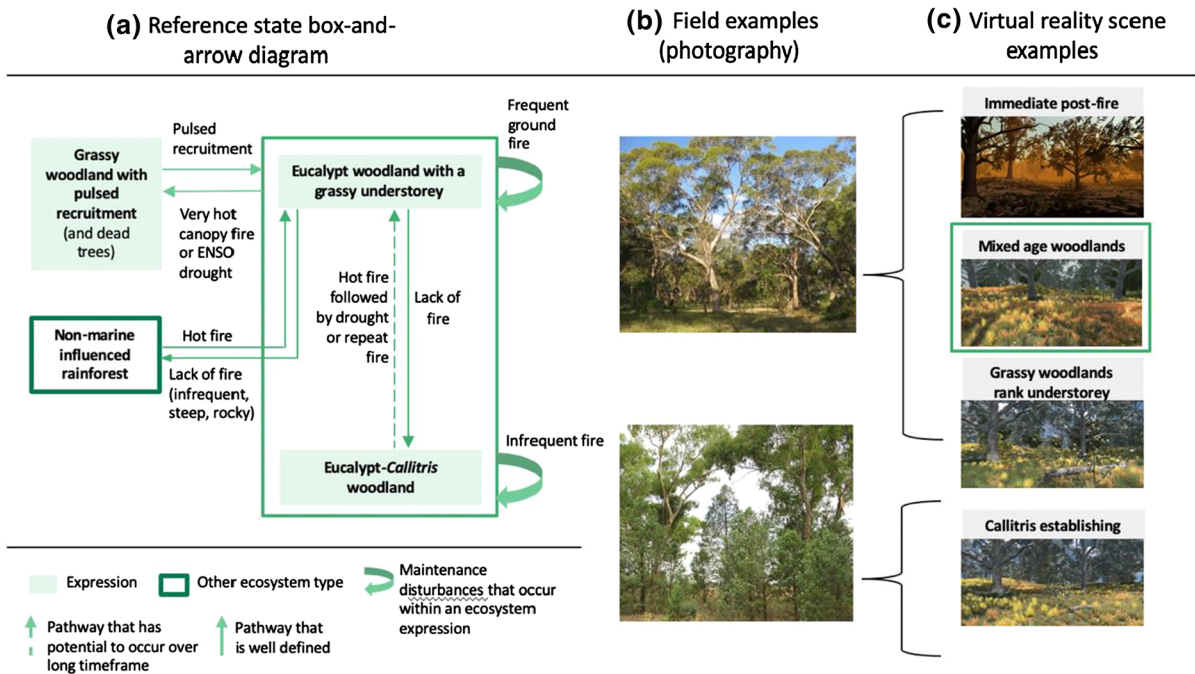 (a) Reference state box-and-
arrow diagram
(b) Field examples
(photography)
(c) Virtual reality scene
examples
Grassy
woodland with
pulsed
recruitment
(and dead
trees)
Pulsed
recruitment
Very hot
canopy fire
or ENSO
drought
Non-marine
influenced
rainforest
Hot fire
Lack of fire
(infrequent,
steep, rocky)
Eucalypt woodland with a
grassy understorey
Hot fire
followed
by drought
or repeat
fire
Lack of
fire
Eucalypt-Callitris
woodland
Frequent
ground
fire
Infrequent fire
Immediate post-fire
Mixed age woodlands
Grassy woodlands
rank understorey
Callitris establishing
Expression
Other ecosystem type
Maintenance
disturbances that occur
within an ecosystem
expression
Pathway that has
potential to occur over
long timeframe
Pathway that
is well defined